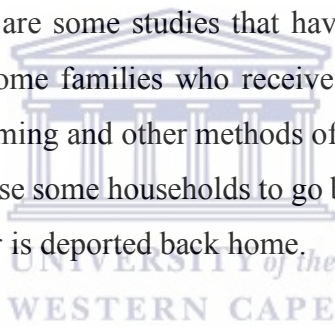 are some studies that hav
ome families who receive
ming and other methods of
se some households to go b
is deported back home.
UNIVERSITY of the
WESTERN CAPE